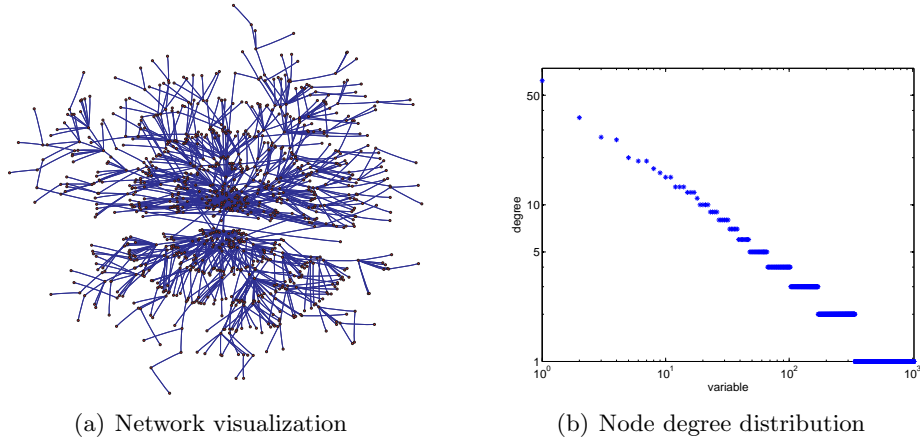 50
10
5
1
degree
10^0
10^1
10^2
10^3
variable
(a) Network visualization
(b) Node degree distribution